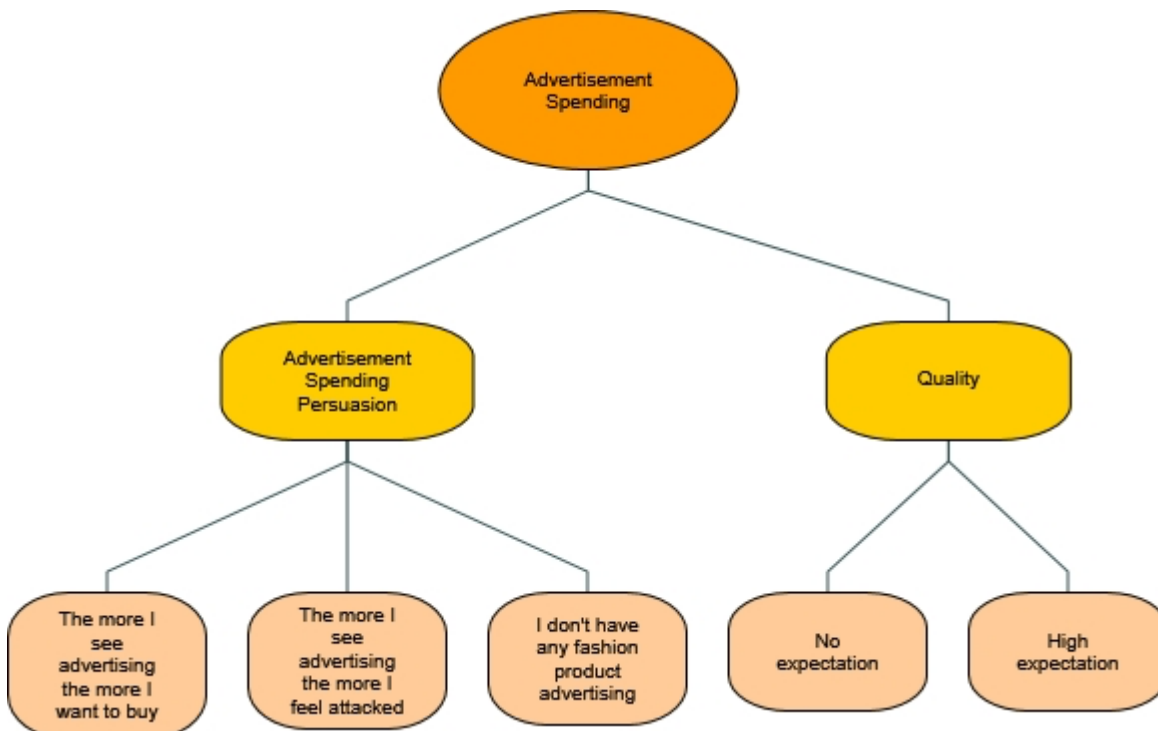 Advertisement
Spending
Advertisement
Spending
Persuasion
Quality
The more I
see
advertising
the more I
want to buy
The more I
see
advertising
the more I
feel attacked
I don't have
any fashion
product
advertising
No
expectation
High
expectation